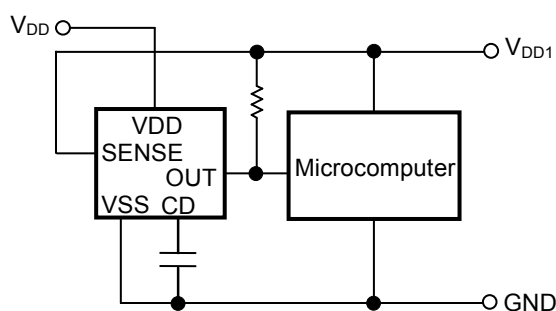 VDD
VDD1
VDD
SENSE
OUT
Microcomputer
VSS CD
GND